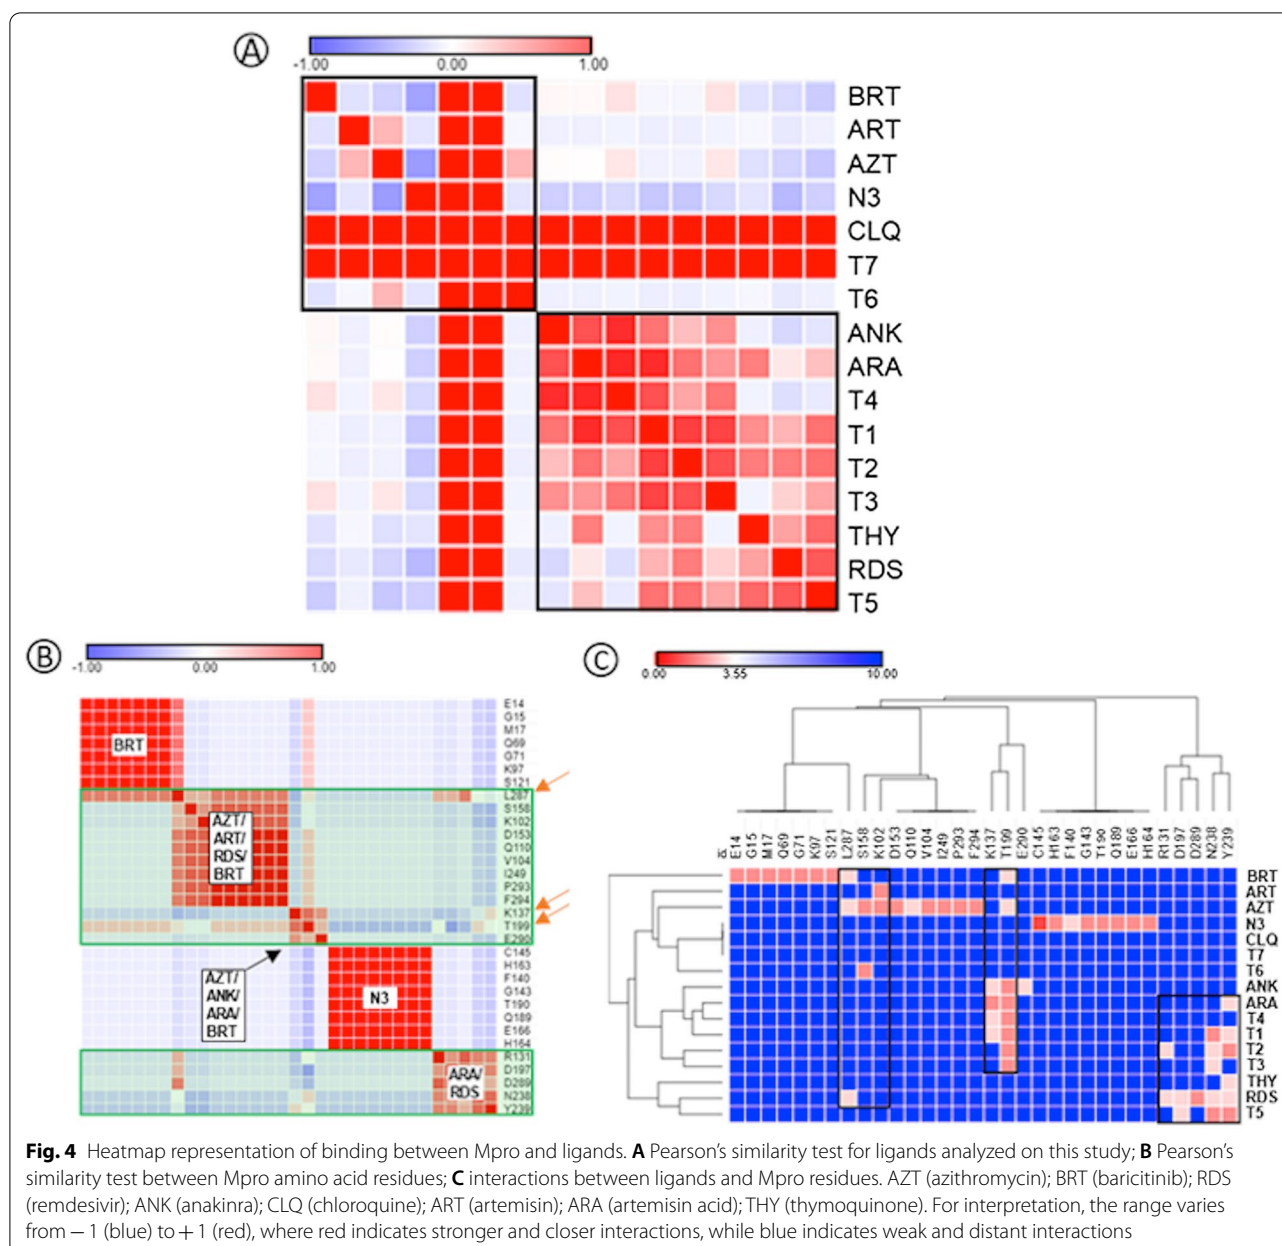 A
-1.00 0.00 1.00
BRT
ART
AZT
N3
CLQ
T7
T6
ANK
ARA
T4
T1
T2
T3
THY
RDS
T5
B
-1.00 0.00 1.00
E14
G15
M17
Q69
G71
K97
S121
L287
S158
K102
D153
Q110
V104
I249
P293
F294
K137
T199
E290
C145
H163
F140
G143
T190
Q189
E166
H164
R131
D197
D289
N238
Y239
BRT
AZT/
ART/
RDS/
BRT
AZT/
ANK/
ARA/
BRT
N3
ARA/
RDS
C
0.00 3.55 10.00
id E14 G15 M17 Q69 G71 K97 S121 L287 S158 K102 D153 Q110 V104 I249 P293 F294 K137 T199 E290 C145 H163 F140 G143 T190 Q189 E166 H164 R131 D197 D289 N238 Y239
BRT
ART
AZT
N3
CLQ
T7
T6
ANK
ARA
T4
T1
T2
T3
THY
RDS
T5
Fig. 4 Heatmap representation of binding between Mpro and ligands. A Pearson's similarity test for ligands analyzed on this study; B Pearson's
similarity test between Mpro amino acid residues; C interactions between ligands and Mpro residues. AZT (azithromycin); BRT (baricitinib); RDS
(remdesivir); ANK (anakinra); CLQ (chloroquine); ART (artemisin); ARA (artemisin acid); THY (thymoquinone). For interpretation, the range varies
from − 1 (blue) to + 1 (red), where red indicates stronger and closer interactions, while blue indicates weak and distant interactions